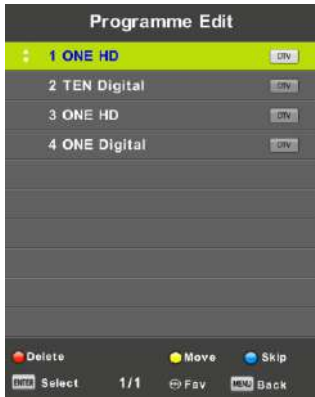 Programme Edit
1 ONE HD DTV
2 TEN Digital DTV
3 ONE HD DTV
4 ONE Digital DTV
Delete Move Skip
ENTER Select 1/1 Fav MENU Back